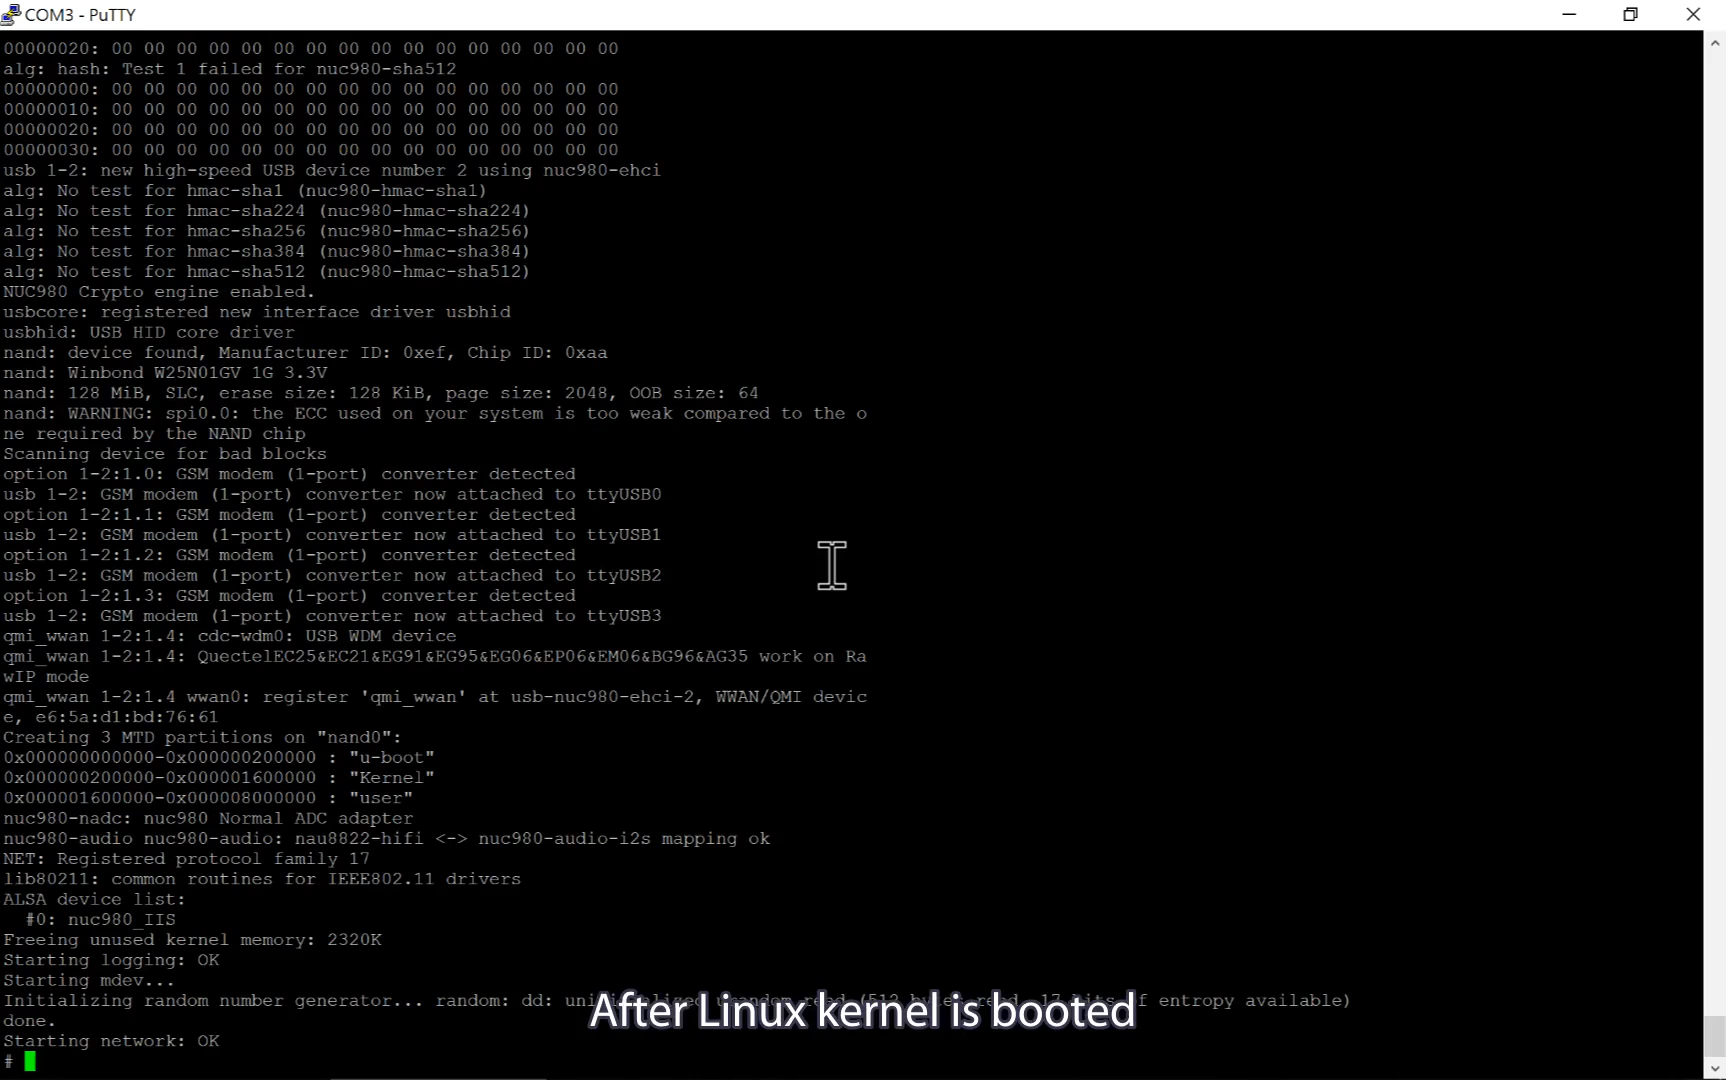 COM3 - PuTTY
00000020: 00 00 00 00 00 00 00 00 00 00 00 00 00 00 00 00
alg: hash: Test 1 failed for nuc980-sha512
00000000: 00 00 00 00 00 00 00 00 00 00 00 00 00 00 00 00
00000010: 00 00 00 00 00 00 00 00 00 00 00 00 00 00 00 00
00000020: 00 00 00 00 00 00 00 00 00 00 00 00 00 00 00 00
00000030: 00 00 00 00 00 00 00 00 00 00 00 00 00 00 00 00
usb 1-2: new high-speed USB device number 2 using nuc980-ehci
alg: No test for hmac-sha1 (nuc980-hmac-sha1)
alg: No test for hmac-sha224 (nuc980-hmac-sha224)
alg: No test for hmac-sha256 (nuc980-hmac-sha256)
alg: No test for hmac-sha384 (nuc980-hmac-sha384)
alg: No test for hmac-sha512 (nuc980-hmac-sha512)
NUC980 Crypto engine enabled.
usbcore: registered new interface driver usbhid
usbhid: USB HID core driver
nand: device found, Manufacturer ID: 0xef, Chip ID: 0xaa
nand: Winbond W25N01GV 1G 3.3V
nand: 128 MiB, SLC, erase size: 128 KiB, page size: 2048, OOB size: 64
nand: WARNING: spi0.0: the ECC used on your system is too weak compared to the o
ne required by the NAND chip
Scanning device for bad blocks
option 1-2:1.0: GSM modem (1-port) converter detected
usb 1-2: GSM modem (1-port) converter now attached to ttyUSB0
option 1-2:1.1: GSM modem (1-port) converter detected
usb 1-2: GSM modem (1-port) converter now attached to ttyUSB1
option 1-2:1.2: GSM modem (1-port) converter detected
usb 1-2: GSM modem (1-port) converter now attached to ttyUSB2
option 1-2:1.3: GSM modem (1-port) converter detected
usb 1-2: GSM modem (1-port) converter now attached to ttyUSB3
qmi_wwan 1-2:1.4: cdc-wdm0: USB WDM device
qmi_wwan 1-2:1.4: QuectelEC25&EC21&EG91&EG95&EG06&EP06&EM06&BG96&AG35 work on Ra
wIP mode
qmi_wwan 1-2:1.4 wwan0: register 'qmi_wwan' at usb-nuc980-ehci-2, WWAN/QMI devic
e, e6:5a:d1:bd:76:61
Creating 3 MTD partitions on "nand0":
0x000000000000-0x000000200000 : "u-boot"
0x000000200000-0x000001600000 : "Kernel"
0x000001600000-0x000008000000 : "user"
nuc980-nadc: nuc980 Normal ADC adapter
nuc980-audio nuc980-audio: nau8822-hifi <-> nuc980-audio-i2s mapping ok
NET: Registered protocol family 17
lib80211: common routines for IEEE802.11 drivers
ALSA device list:
  #0: nuc980_IIS
Freeing unused kernel memory: 2320K
Starting logging: OK
Starting mdev...
Initializing random number generator... random: dd: entropy available)
done.
Starting network: OK
#
After Linux kernel is booted